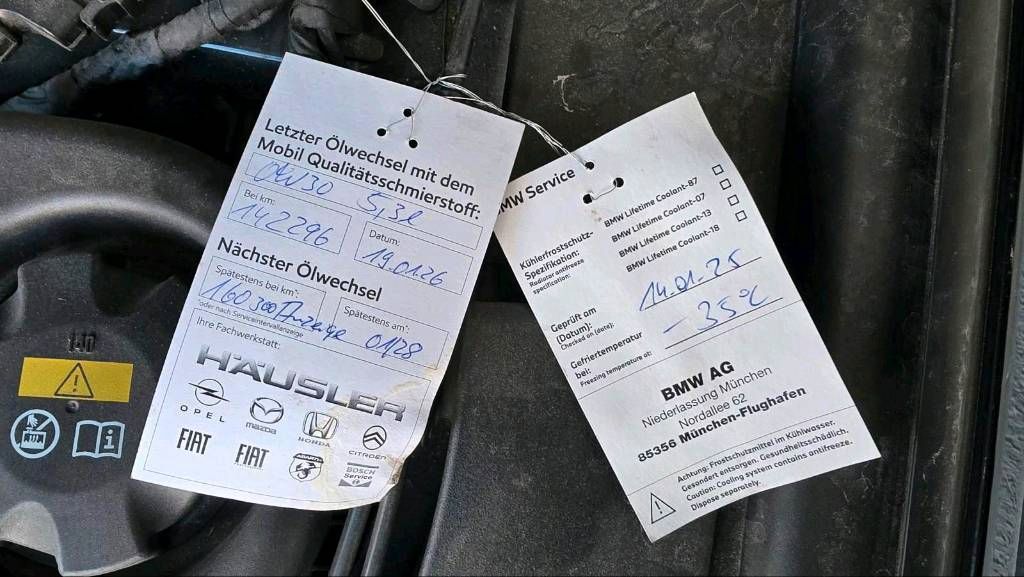 Letzter Ölwechsel mit dem
Mobil Qualitätsschmierstoff:
0W30 5,3l
Bei km:
142296
Datum:
19.01.26
Nächster Ölwechsel
Spätestens bei km*:
160300/Anzeige
Spätestens am*:
01/28
*oder nach Serviceintervallanzeige
Ihre Fachwerkstatt:
HÄUSLER
OPEL
mazda
HONDA
CITROËN
FIAT
FIAT
ABARTH
BOSCH
Service
BMW Service
Kühlerfrostschutz-
Spezifikation:
Radiator antifreeze
specification:
BMW Lifetime Coolant-87
BMW Lifetime Coolant-07
BMW Lifetime Coolant-13
BMW Lifetime Coolant-18
Geprüft am
(Datum):
Checked on (date):
14.01.25
Gefriertemperatur
bei:
Freezing temperature at:
-35°C
BMW AG
Niederlassung München
Nordallee 62
85356 München-Flughafen
Achtung: Frostschutzmittel im Kühlwasser.
Gesondert entsorgen. Gesundheitsschädlich.
Caution: Cooling system contains antifreeze.
Dispose separately.